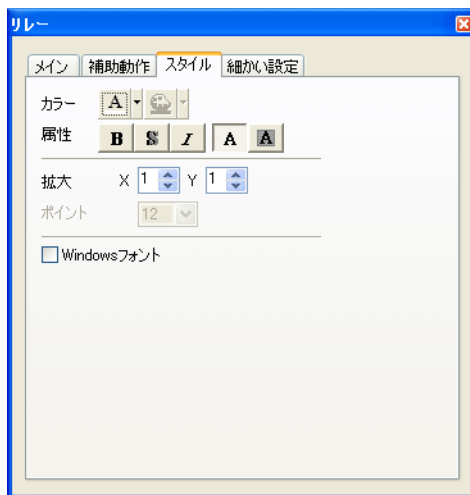 リレー
メイン 補助動作 スタイル 細かい設定
カラー A
属性 B S I A A
拡大 X 1 Y 1
ポイント 12
Windowsフォント